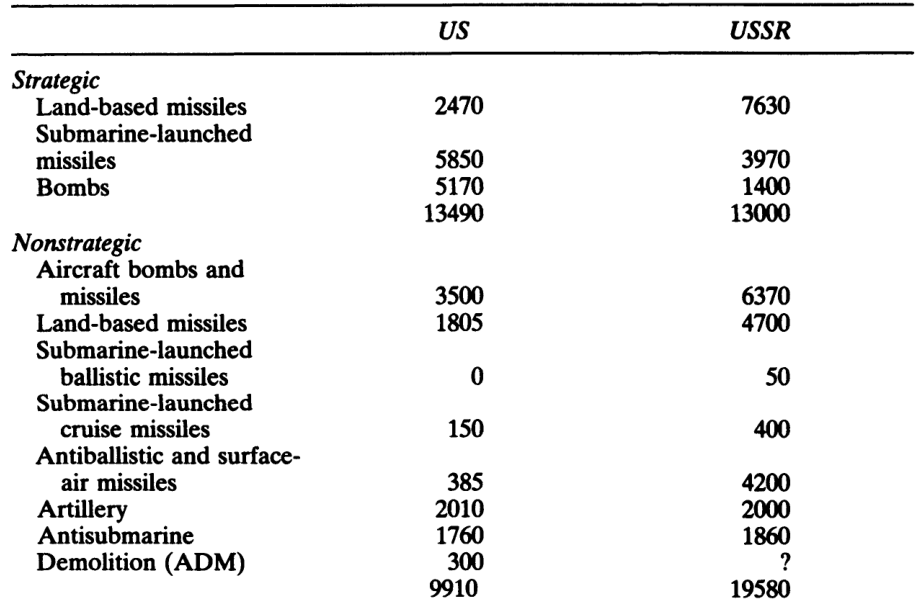 US USSR
Strategic
Land-based missiles 2470 7630
Submarine-launched
missiles 5850 3970
Bombs 5170 1400
13490 13000
Nonstrategic
Aircraft bombs and
missiles 3500 6370
Land-based missiles 1805 4700
Submarine-launched
ballistic missiles 0 50
Submarine-launched
cruise missiles 150 400
Antiballistic and surface-
air missiles 385 4200
Artillery 2010 2000
Antisubmarine 1760 1860
Demolition (ADM) 300 ?
9910 19580